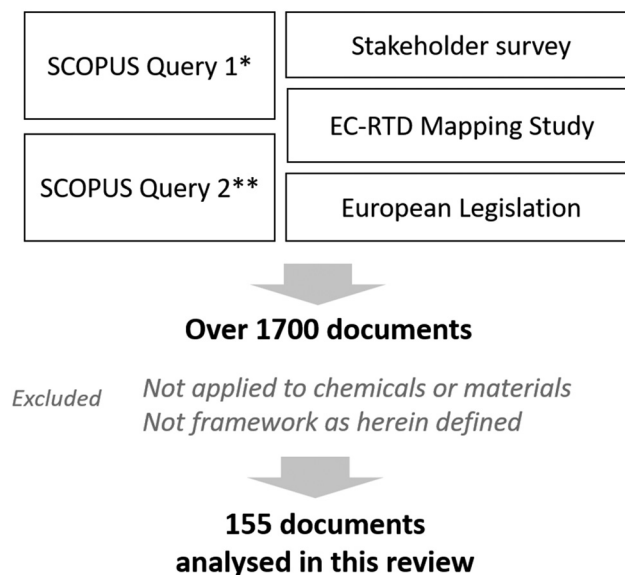 SCOPUS Query 1*
SCOPUS Query 2**
Stakeholder survey
EC-RTD Mapping Study
European Legislation
Over 1700 documents
Excluded
Not applied to chemicals or materials
Not framework as herein defined
155 documents
analysed in this review